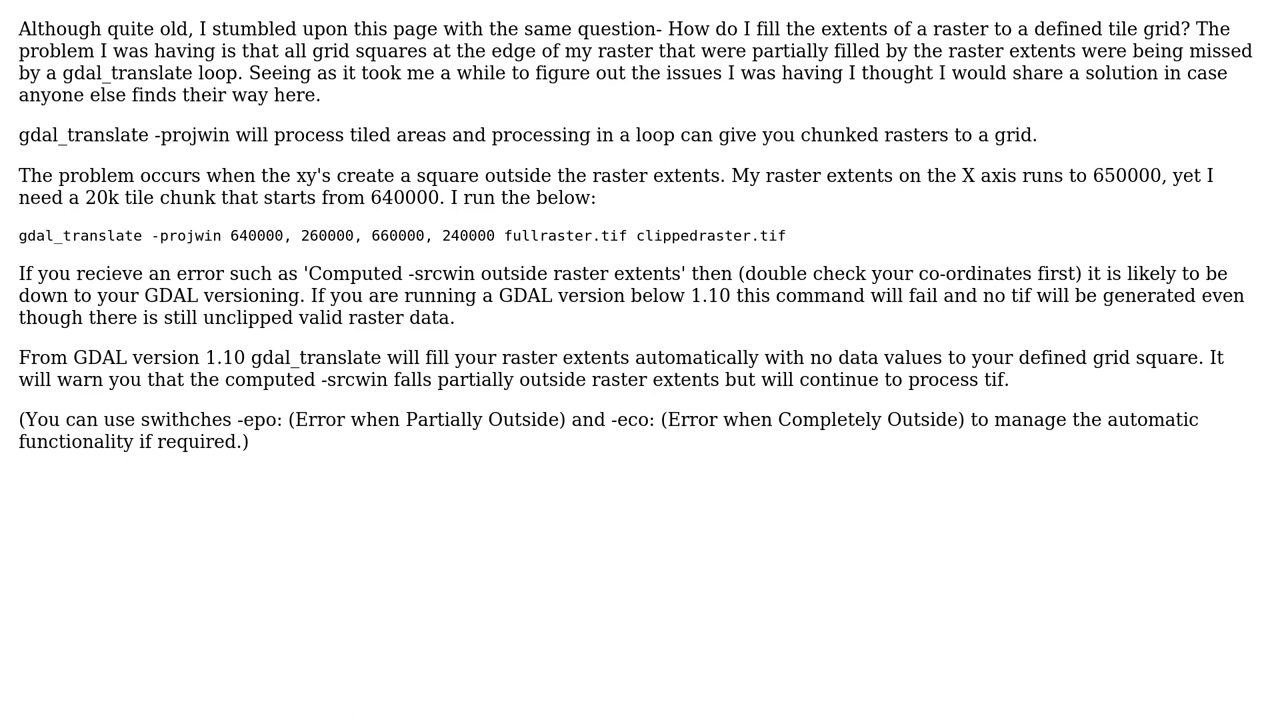 Although quite old, I stumbled upon this page with the same question- How do I fill the extents of a raster to a defined tile grid? The
problem I was having is that all grid squares at the edge of my raster that were partially filled by the raster extents were being missed
by a gdal_translate loop. Seeing as it took me a while to figure out the issues I was having I thought I would share a solution in case
anyone else finds their way here.
gdal_translate -projwin will process tiled areas and processing in a loop can give you chunked rasters to a grid.
The problem occurs when the xy's create a square outside the raster extents. My raster extents on the X axis runs to 650000, yet I
need a 20k tile chunk that starts from 640000. I run the below:
gdal_translate -projwin 640000, 260000, 660000, 240000 fullraster.tif clippedraster.tif
If you recieve an error such as 'Computed -srcwin outside raster extents' then (double check your co-ordinates first) it is likely to be
down to your GDAL versioning. If you are running a GDAL version below 1.10 this command will fail and no tif will be generated even
though there is still unclipped valid raster data.
From GDAL version 1.10 gdal_translate will fill your raster extents automatically with no data values to your defined grid square. It
will warn you that the computed -srcwin falls partially outside raster extents but will continue to process tif.
(You can use swithches -epo: (Error when Partially Outside) and -eco: (Error when Completely Outside) to manage the automatic
functionality if required.)